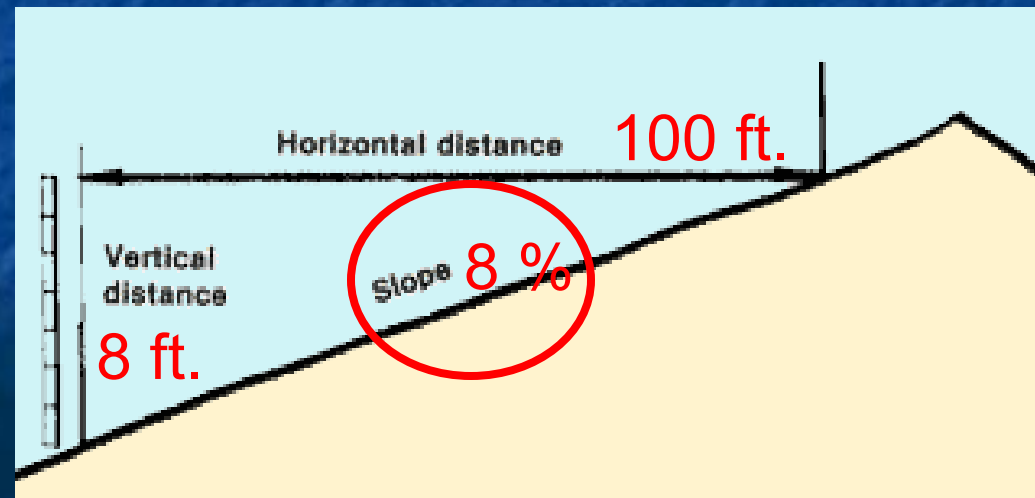 Horizontal distance 100 ft.
Vertical
distance
8 ft.
Slope 8 %